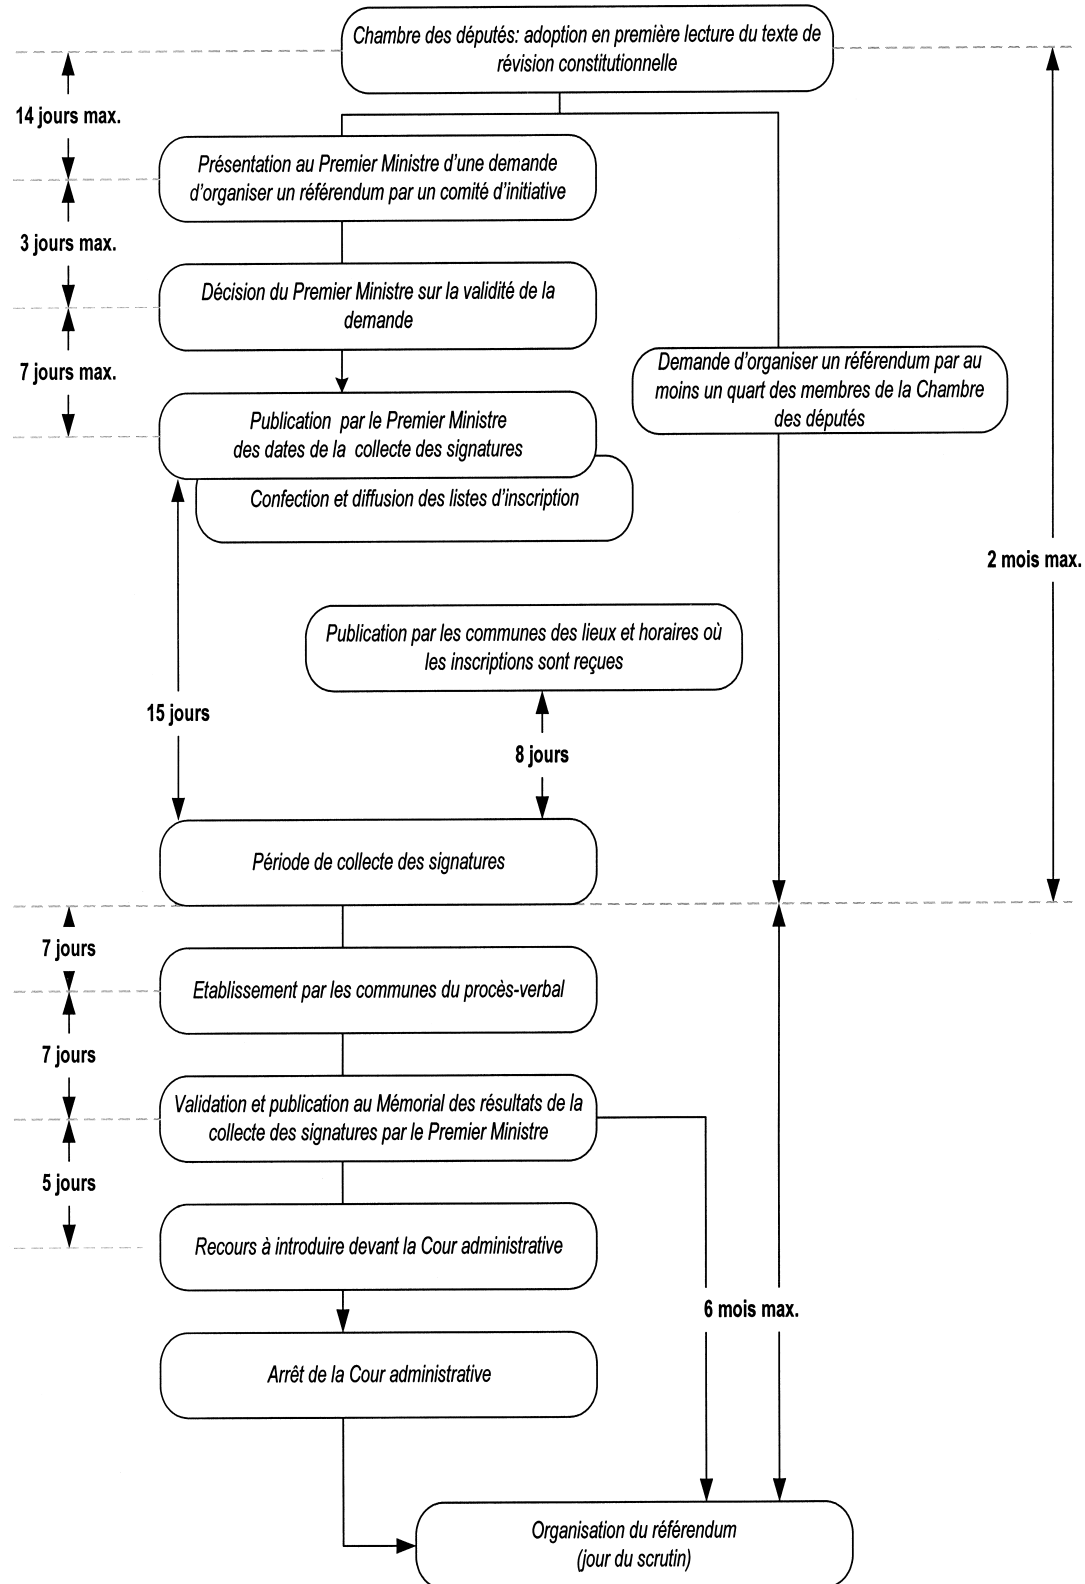 Chambre des députés: adoption en première lecture du texte de
révision constitutionnelle
14 jours max.
Présentation au Premier Ministre d'une demande
d'organiser un référendum par un comité d'initiative
3 jours max.
Décision du Premier Ministre sur la validité de la
demande
7 jours max.
Demande d'organiser un référendum par au
moins un quart des membres de la Chambre
des députés
Publication par le Premier Ministre
des dates de la collecte des signatures
Confection et diffusion des listes d'inscription
2 mois max.
Publication par les communes des lieux et horaires où
les inscriptions sont reçues
15 jours
8 jours
Période de collecte des signatures
7 jours
Etablissement par les communes du procès-verbal
7 jours
Validation et publication au Mémorial des résultats de la
collecte des signatures par le Premier Ministre
5 jours
Recours à introduire devant la Cour administrative
6 mois max.
Arrêt de la Cour administrative
Organisation du référendum
(jour du scrutin)